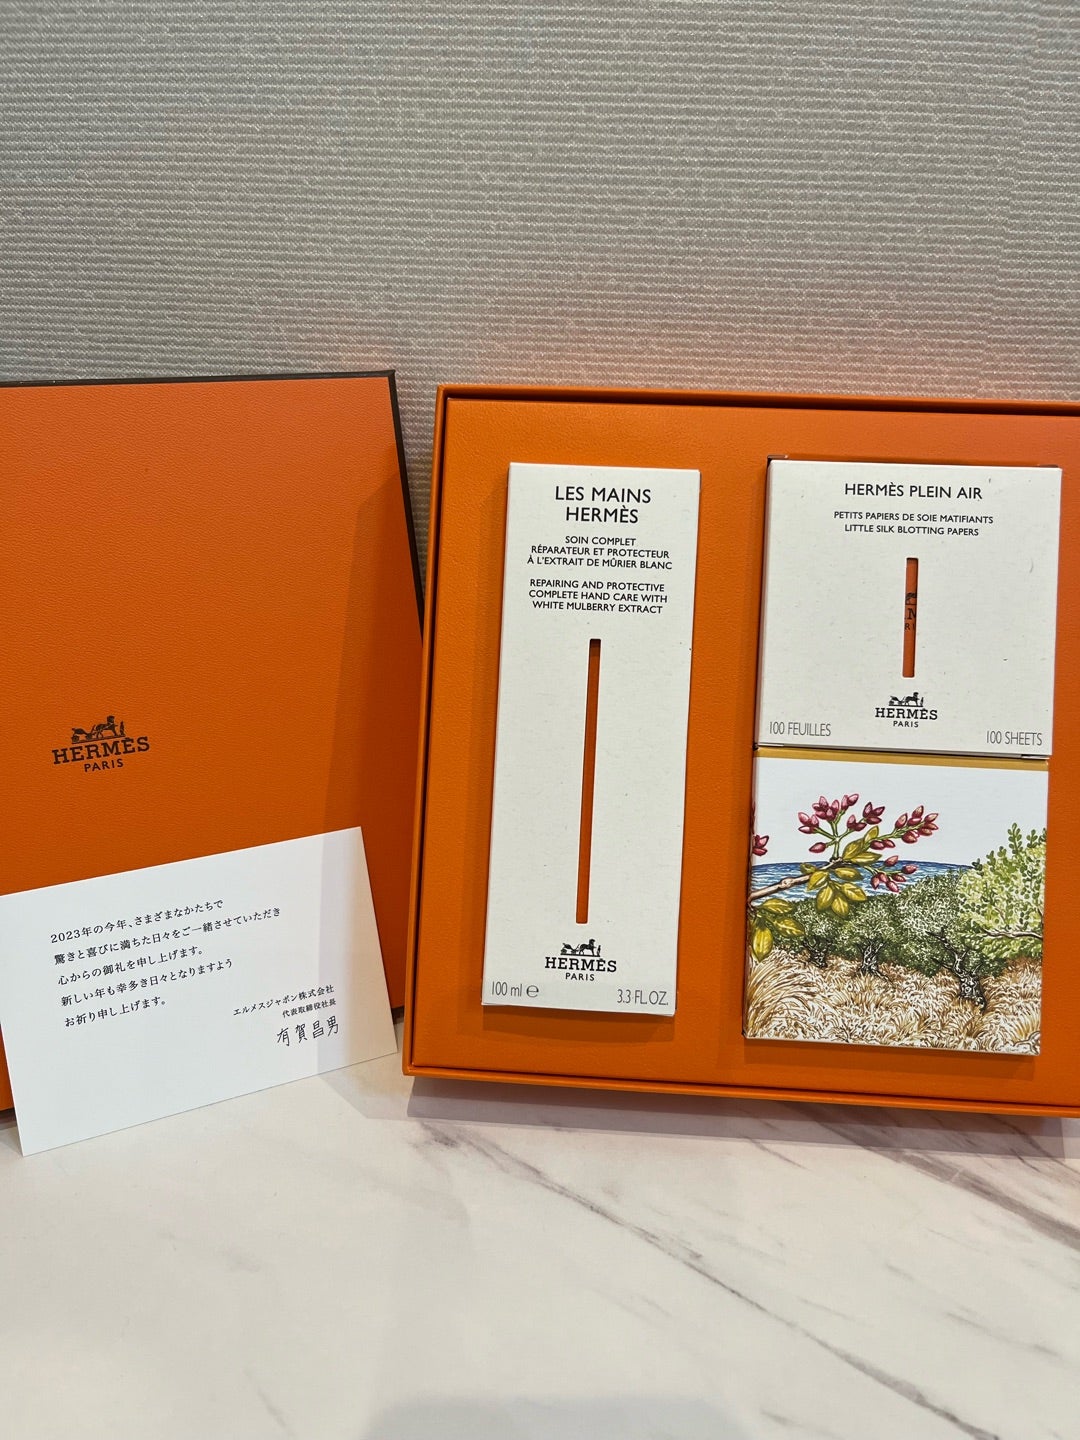 HERMÈS
PARIS
2023年の今年、さまざまなかたちで
驚きと喜びに満ちた日々をご一緒させていただき
心からの御礼を申し上げます。
新しい年も幸多き日々となりますよう
お祈り申し上げます。
エルメスジャポン株式会社
代表取締役社長
有賀昌男
LES MAINS
HERMÈS
SOIN COMPLET
RÉPARATEUR ET PROTECTEUR
À L'EXTRAIT DE MÛRIER BLANC
REPAIRING AND PROTECTIVE
COMPLETE HAND CARE WITH
WHITE MULBERRY EXTRACT
HERMÈS
PARIS
100 ml ℮ 3.3 FL.OZ.
HERMÈS PLEIN AIR
PETITS PAPIERS DE SOIE MATIFIANTS
LITTLE SILK BLOTTING PAPERS
HERMÈS
PARIS
100 FEUILLES 100 SHEETS